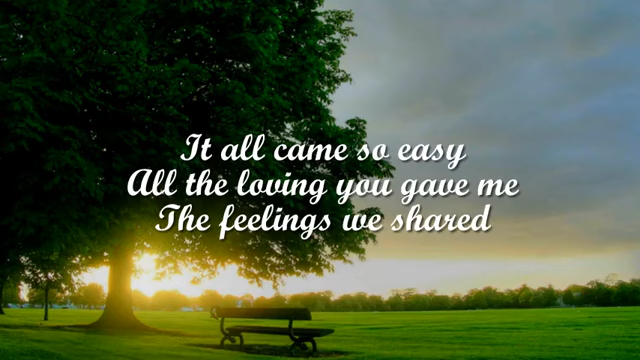 It all came so easy
All the loving you gave me
The feelings we shared